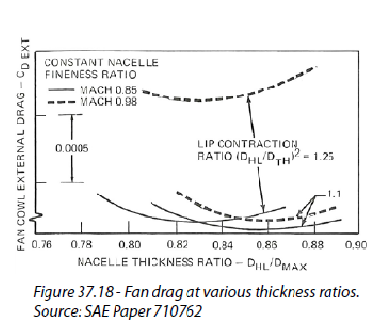 FAN COWL EXTERNAL DRAG – CD EXT
CONSTANT NACELLE
FINENESS RATIO
MACH 0.85
MACH 0.98
0.0005
LIP CONTRACTION
RATIO (DHL/DTH)² = 1.25
1.1
0.76 0.78 0.80 0.82 0.84 0.86 0.88 0.90
NACELLE THICKNESS RATIO – DHL/DMAX
Figure 37.18 - Fan drag at various thickness ratios.
Source: SAE Paper 710762